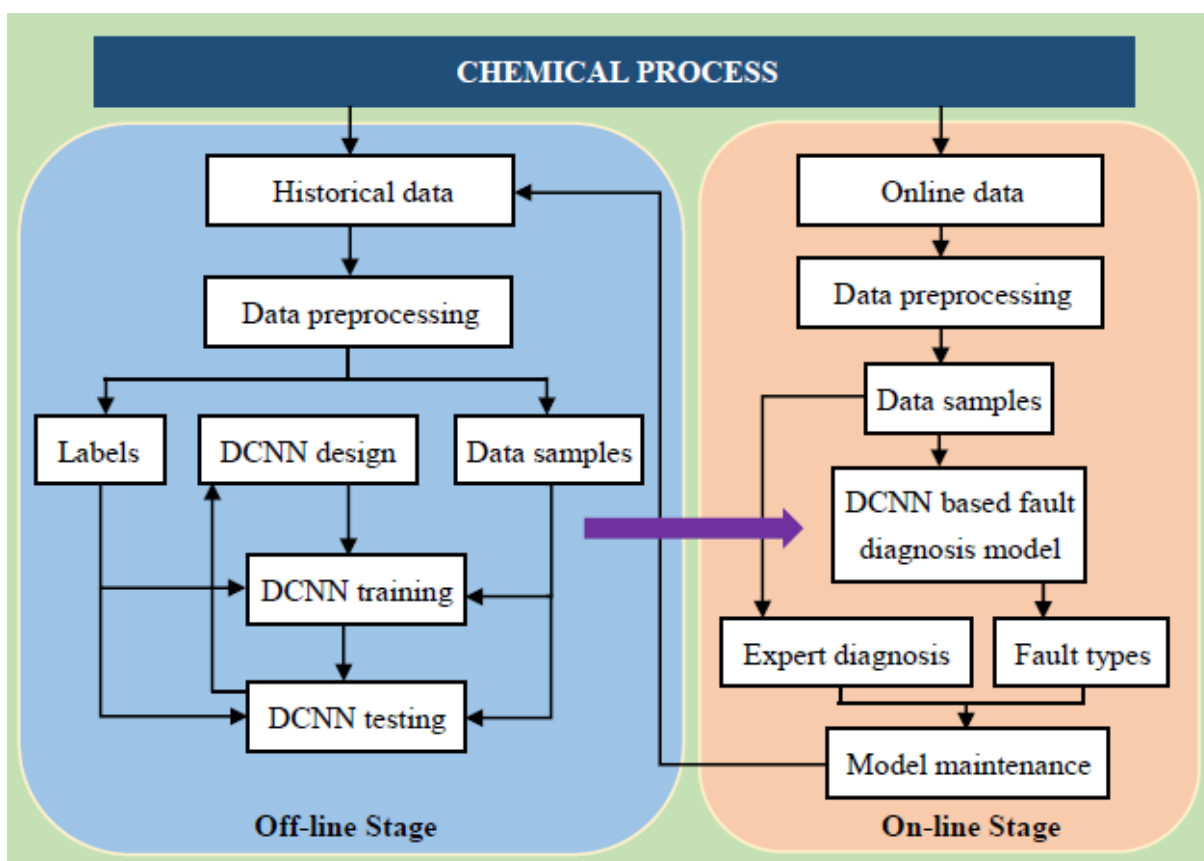 CHEMICAL PROCESS
Historical data
Data preprocessing
Labels
DCNN design
Data samples
DCNN training
DCNN testing
Off-line Stage
Online data
Data preprocessing
Data samples
DCNN based fault
diagnosis model
Expert diagnosis
Fault types
Model maintenance
On-line Stage